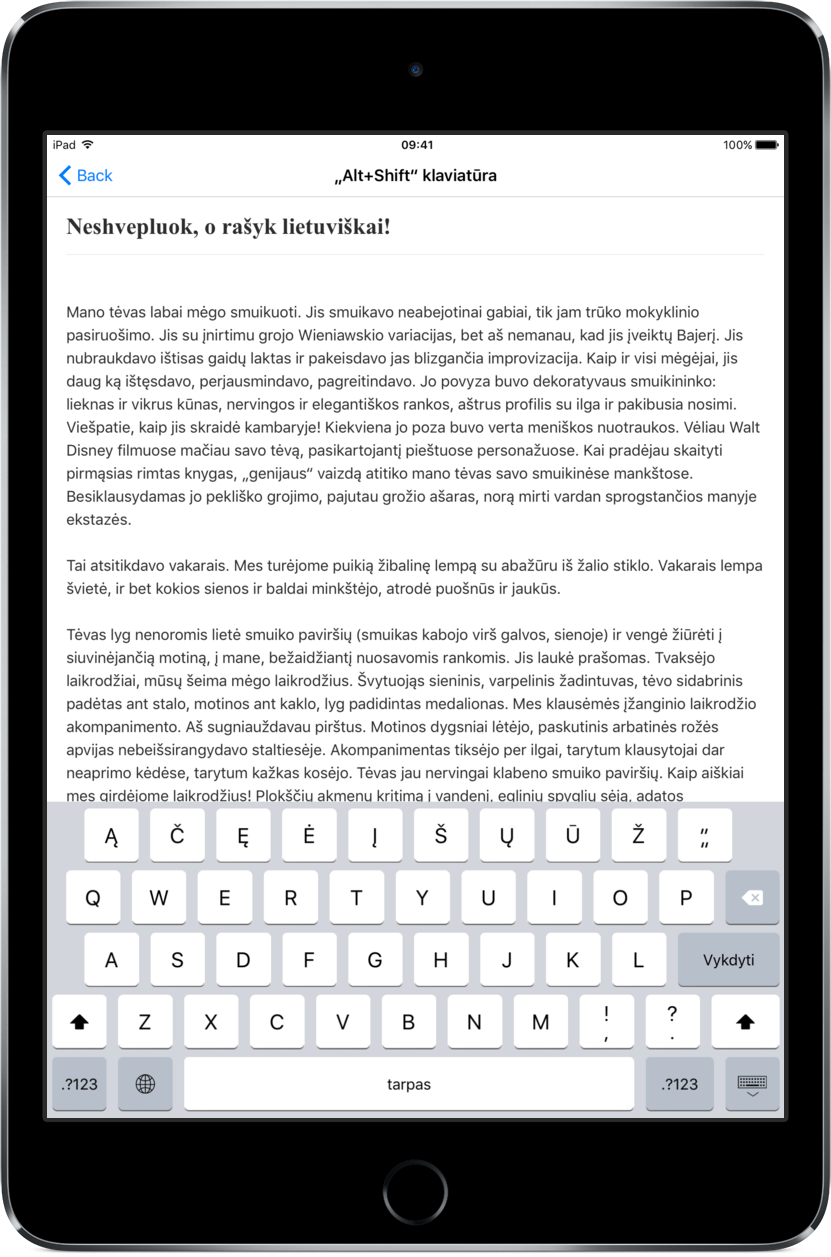 iPad 09:41 100%
Back „Alt+Shift“ klaviatūra
Neshvepluok, o rašyk lietuviškai!
Mano tėvas labai mėgo smuikuoti. Jis smuikavo neabejotinai gabiai, tik jam trūko mokyklinio
pasiruošimo. Jis su įnirtimu grojo Wieniawskio variacijas, bet aš nemanau, kad jis įveiktų Bajerį. Jis
nubraukdavo ištisas gaidų laktas ir pakeisdavo jas blizgančia improvizacija. Kaip ir visi mėgėjai, jis
daug ką ištęsdavo, perjausmindavo, pagreitindavo. Jo povyza buvo dekoratyvaus smuikininko:
lieknas ir vikrus kūnas, nervingos ir elegantiškos rankos, aštrus profilis su ilga ir pakibusia nosimi.
Viešpatie, kaip jis skraidė kambaryje! Kiekviena jo poza buvo verta meniškos nuotraukos. Vėliau Walt
Disney filmuose mačiau savo tėvą, pasikartojantį pieštuose personažuose. Kai pradėjau skaityti
pirmąsias rimtas knygas, „genijaus“ vaizdą atitiko mano tėvas savo smuikinėse mankštose.
Besiklausydamas jo pekliško grojimo, pajutau grožio ašaras, norą mirti vardan sprogstančios manyje
ekstazės.
Tai atsitikdavo vakarais. Mes turėjome puikią žibalinę lempą su abažūru iš žalio stiklo. Vakarais lempa
švietė, ir bet kokios sienos ir baldai minkštėjo, atrodė puošnūs ir jaukūs.
Tėvas lyg nenoromis lietė smuiko paviršių (smuikas kabojo virš galvos, sienoje) ir vengė žiūrėti į
siuvinėjančią motiną, į mane, bežaidžiantį nuosavomis rankomis. Jis laukė prašomas. Tvaksėjo
laikrodžiai, mūsų šeima mėgo laikrodžius. Švytuojąs sieninis, varpelinis žadintuvas, tėvo sidabrinis
padėtas ant stalo, motinos ant kaklo, lyg padidintas medalionas. Mes klausėmės įžanginio laikrodžio
akompanimento. Aš sugniauždavau pirštus. Motinos dygsniai lėtėjo, paskutinis arbatinės rožės
apvijas nebeišsirangydavo staltiesėje. Akompanimentas tiksėjo per ilgai, tarytum klausytojai dar
neaprimo kėdėse, tarytum kažkas kosėjo. Tėvas jau nervingai klabeno smuiko paviršių. Kaip aiškiai
mes girdėjome laikrodžius! Plokščių akmenų kritimą į vandenį, eglinių spyglių sėją, adatos
Ą Č Ę Ė Į Š Ų Ū Ž “ „
Q W E R T Y U I O P
A S D F G H J K L Vykdyti
Z X C V B N M ! , ? .
.?123 tarpas .?123